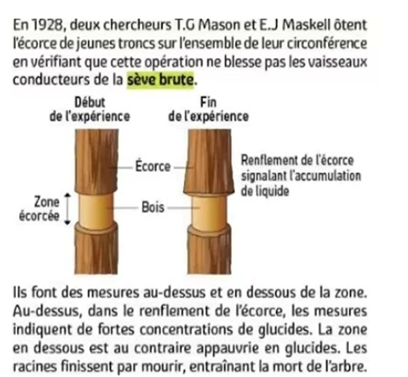 En 1928, deux chercheurs T.G Mason et E.J Maskell ôtent
l'écorce de jeunes troncs sur l'ensemble de leur circonférence
en vérifiant que cette opération ne blesse pas les vaisseaux
conducteurs de la sève brute.
Début
de l'expérience
Fin
de l'expérience
Écorce
Renflement de l'écorce
signalant l'accumulation
de liquide
Zone
écorcée
Bois
Ils font des mesures au-dessus et en dessous de la zone.
Au-dessus, dans le renflement de l'écorce, les mesures
indiquent de fortes concentrations de glucides. La zone
en dessous est au contraire appauvrie en glucides. Les
racines finissent par mourir, entraînant la mort de l'arbre.